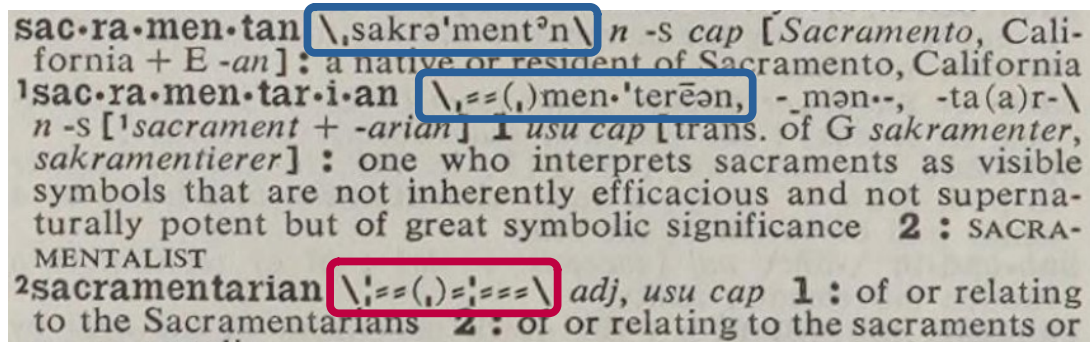 sac·ra·men·tan \ˌsakrə'mentᵊn\ n -s cap [Sacramento, Cali-
fornia + E -an] : a native or resident of Sacramento, California
¹sac·ra·men·tar·i·an \ˌ⸗⸗(ˌ)men·'terēən, -ˌmən·-, -ta(a)r-\
n -s [¹sacrament + -arian] 1 usu cap [trans. of G sakramenter,
sakramentierer] : one who interprets sacraments as visible
symbols that are not inherently efficacious and not superna-
turally potent but of great symbolic significance 2 : SACRA-
MENTALIST
²sacramentarian \¦⸗⸗(ˌ)⸗¦⸗⸗⸗\ adj, usu cap 1 : of or relating
to the Sacramentarians 2 : of or relating to the sacraments or